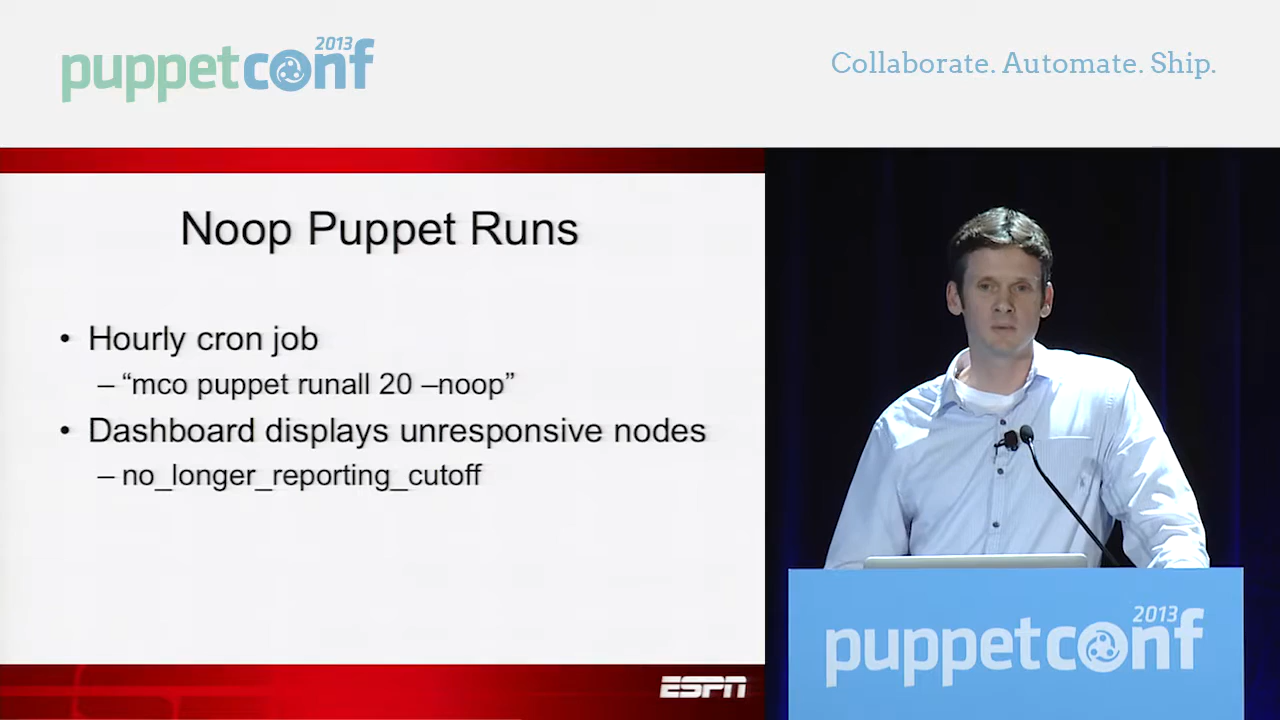 puppetconf 2013
Collaborate. Automate. Ship.
Noop Puppet Runs
• Hourly cron job
– “mco puppet runall 20 –noop”
• Dashboard displays unresponsive nodes
– no_longer_reporting_cutoff
ESPN
puppetconf 2013